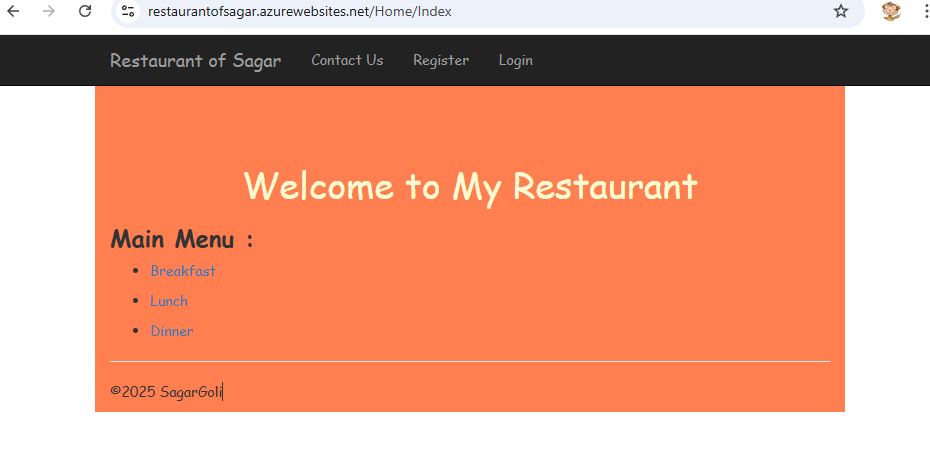 restaurantofsagar.azurewebsites.net/Home/Index
Restaurant of Sagar Contact Us Register Login
Welcome to My Restaurant
Main Menu :
Breakfast
Lunch
Dinner
©2025 SagarGoli